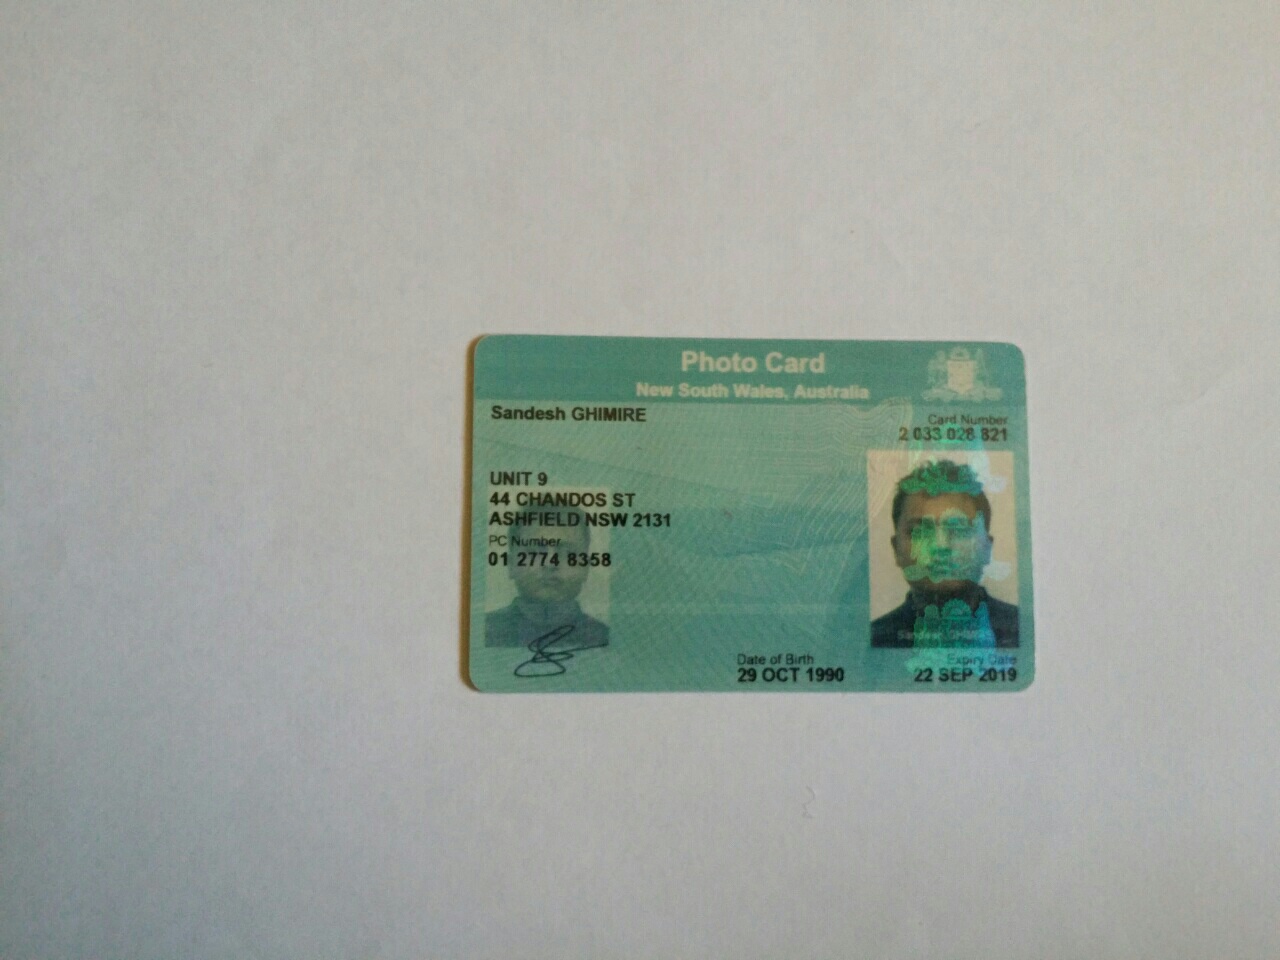 Photo Card
New South Wales, Australia
Sandesh GHIMIRE
Card Number
2 033 028 821
UNIT 9
44 CHANDOS ST
ASHFIELD NSW 2131
PC Number
01 2774 8358
Sandesh GHIMIRE
Date of Birth
29 OCT 1990
Expiry Date
22 SEP 2019